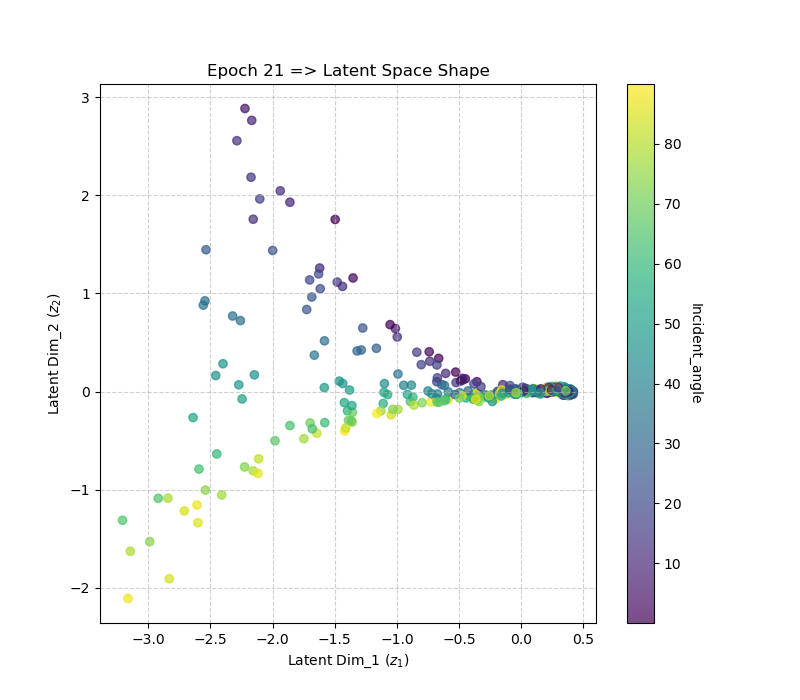 Epoch 21 => Latent Space Shape
3
2
1
0
−1
−2
Latent Dim_2 (z₂)
−3.0 −2.5 −2.0 −1.5 −1.0 −0.5 0.0 0.5
Latent Dim_1 (z₁)
80
70
60
50
40
30
20
10
Incident_angle